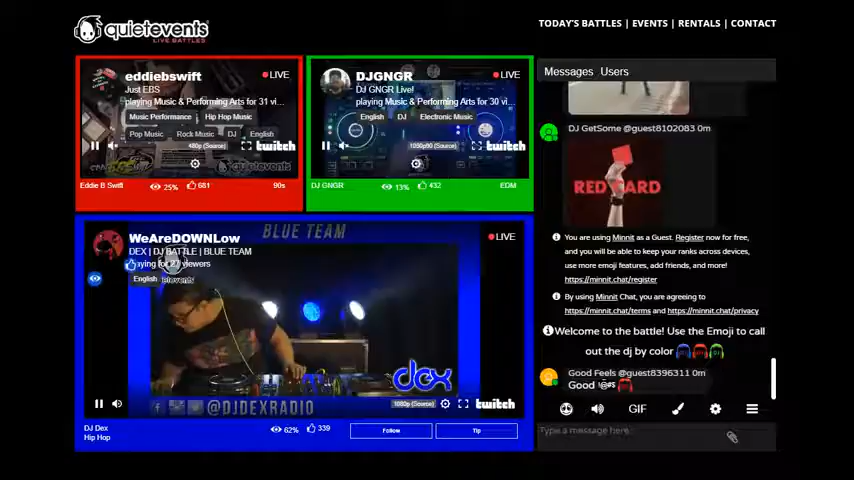 quietevents
LIVE BATTLES
TODAY'S BATTLES | EVENTS | RENTALS | CONTACT
eddiebswift
LIVE
Just EBS
playing Music & Performing Arts for 31 vi...
Music Performance
Hip Hop Music
Pop Music
Rock Music
DJ
English
480p (Source)
twitch
Eddie B Swift
25%
681
90s
DJGNGR
LIVE
DJ GNGR Live!
playing Music & Performing Arts for 30 vi...
English
DJ
Electronic Music
1080p60 (Source)
twitch
DJ GNGR
13%
432
EDM
BLUE TEAM
WeAreDOWNLow
LIVE
DEX | DJ BATTLE | BLUE TEAM
viewers
English
quietevents
dex
@DJDEXRADIO
1080p (Source)
twitch
DJ Dex
Hip Hop
62%
339
Follow
Tip
Messages Users
DJ GetSome @guest8102083 0m
RED CARD
You are using Minnit as a Guest. Register now for free,
and you will be able to keep your ranks across devices,
use more emoji features, add friends, and more!
https://minnit.chat/register
By using Minnit Chat, you are agreeing to
https://minnit.chat/terms and https://minnit.chat/privacy
Welcome to the battle! Use the Emoji to call
out the dj by color
Good Feels @guest8396311 0m
Good !@#$
GIF
Type a message here.